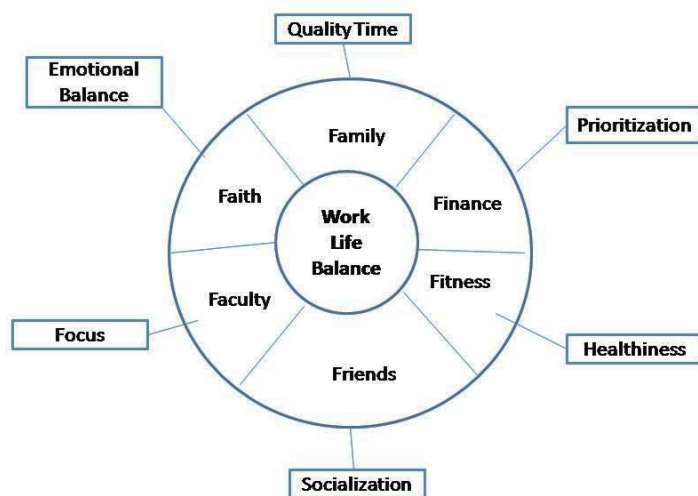 Quality Time
Emotional
Balance
Prioritization
Family
Faith
Finance
Work
Life
Balance
Faculty
Fitness
Focus
Healthiness
Friends
Socialization